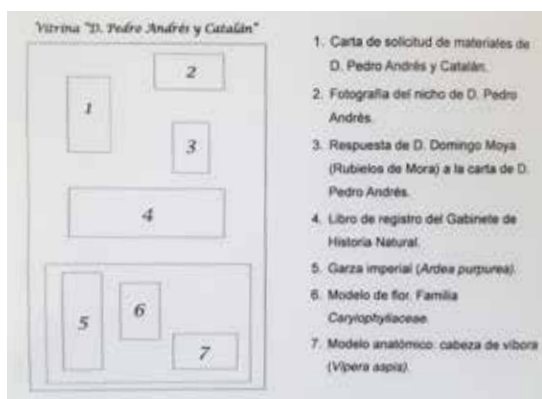 Vitrina "D. Pedro Andrés y Catalán"
1
2
3
4
5
6
7
1. Carta de solicitud de materiales de
D. Pedro Andrés y Catalán.
2. Fotografía del nicho de D. Pedro
Andrés.
3. Respuesta de D. Domingo Moya
(Rubielos de Mora) a la carta de D.
Pedro Andrés.
4. Libro de registro del Gabinete de
Historia Natural.
5. Garza imperial (Ardea purpurea).
6. Modelo de flor. Familia
Caryiophyllaceae.
7. Modelo anatómico: cabeza de víbora
(Vipera aspis).